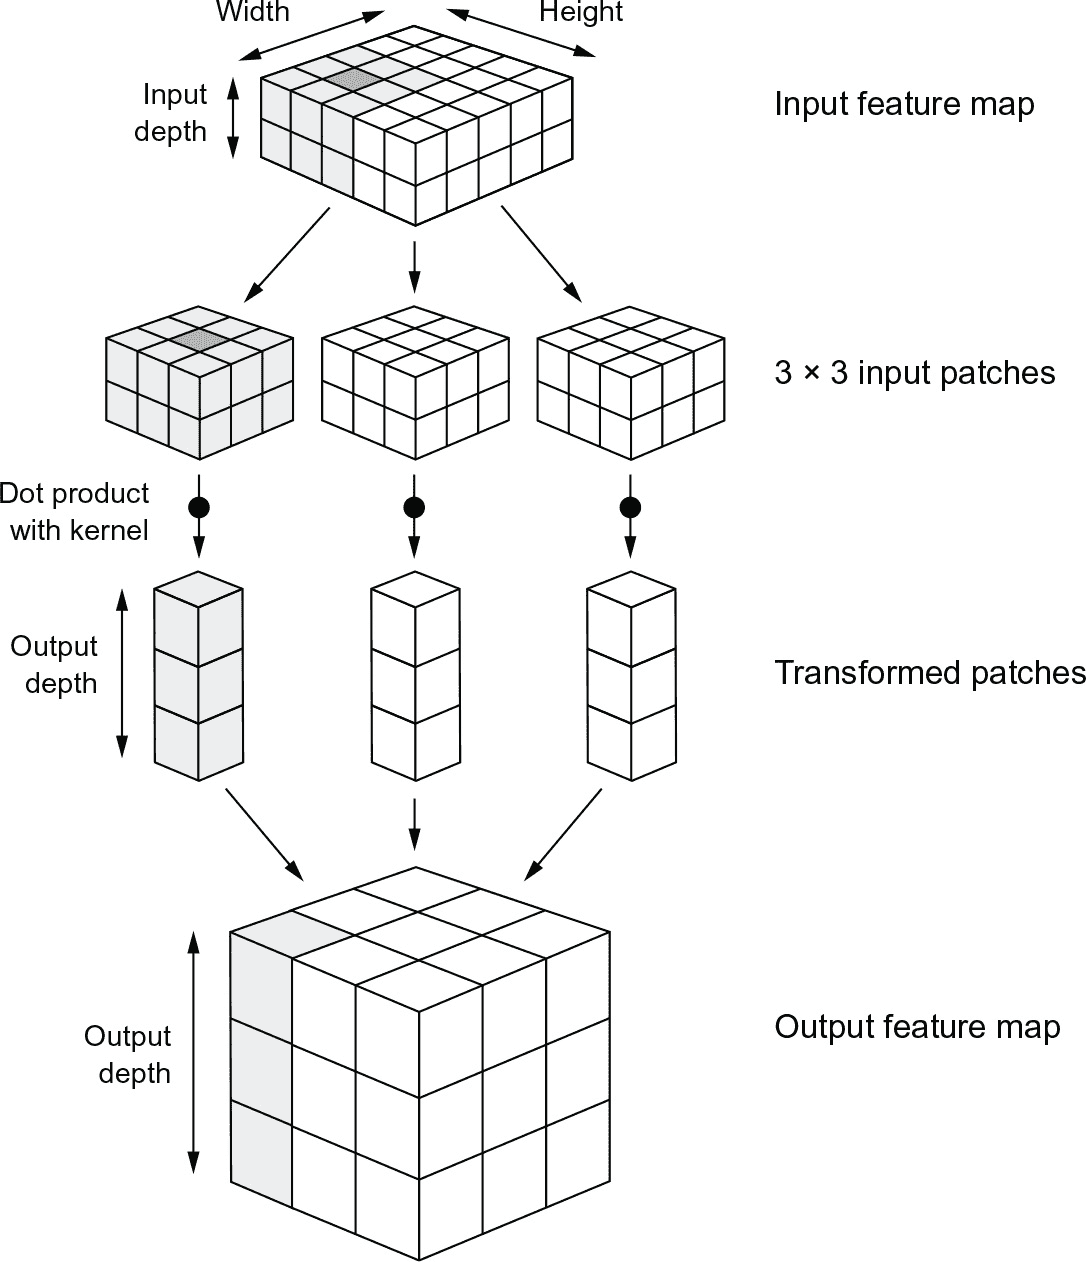 Width
Height
Input
depth
Input feature map
3 × 3 input patches
Dot product
with kernel
Output
depth
Transformed patches
Output
depth
Output feature map